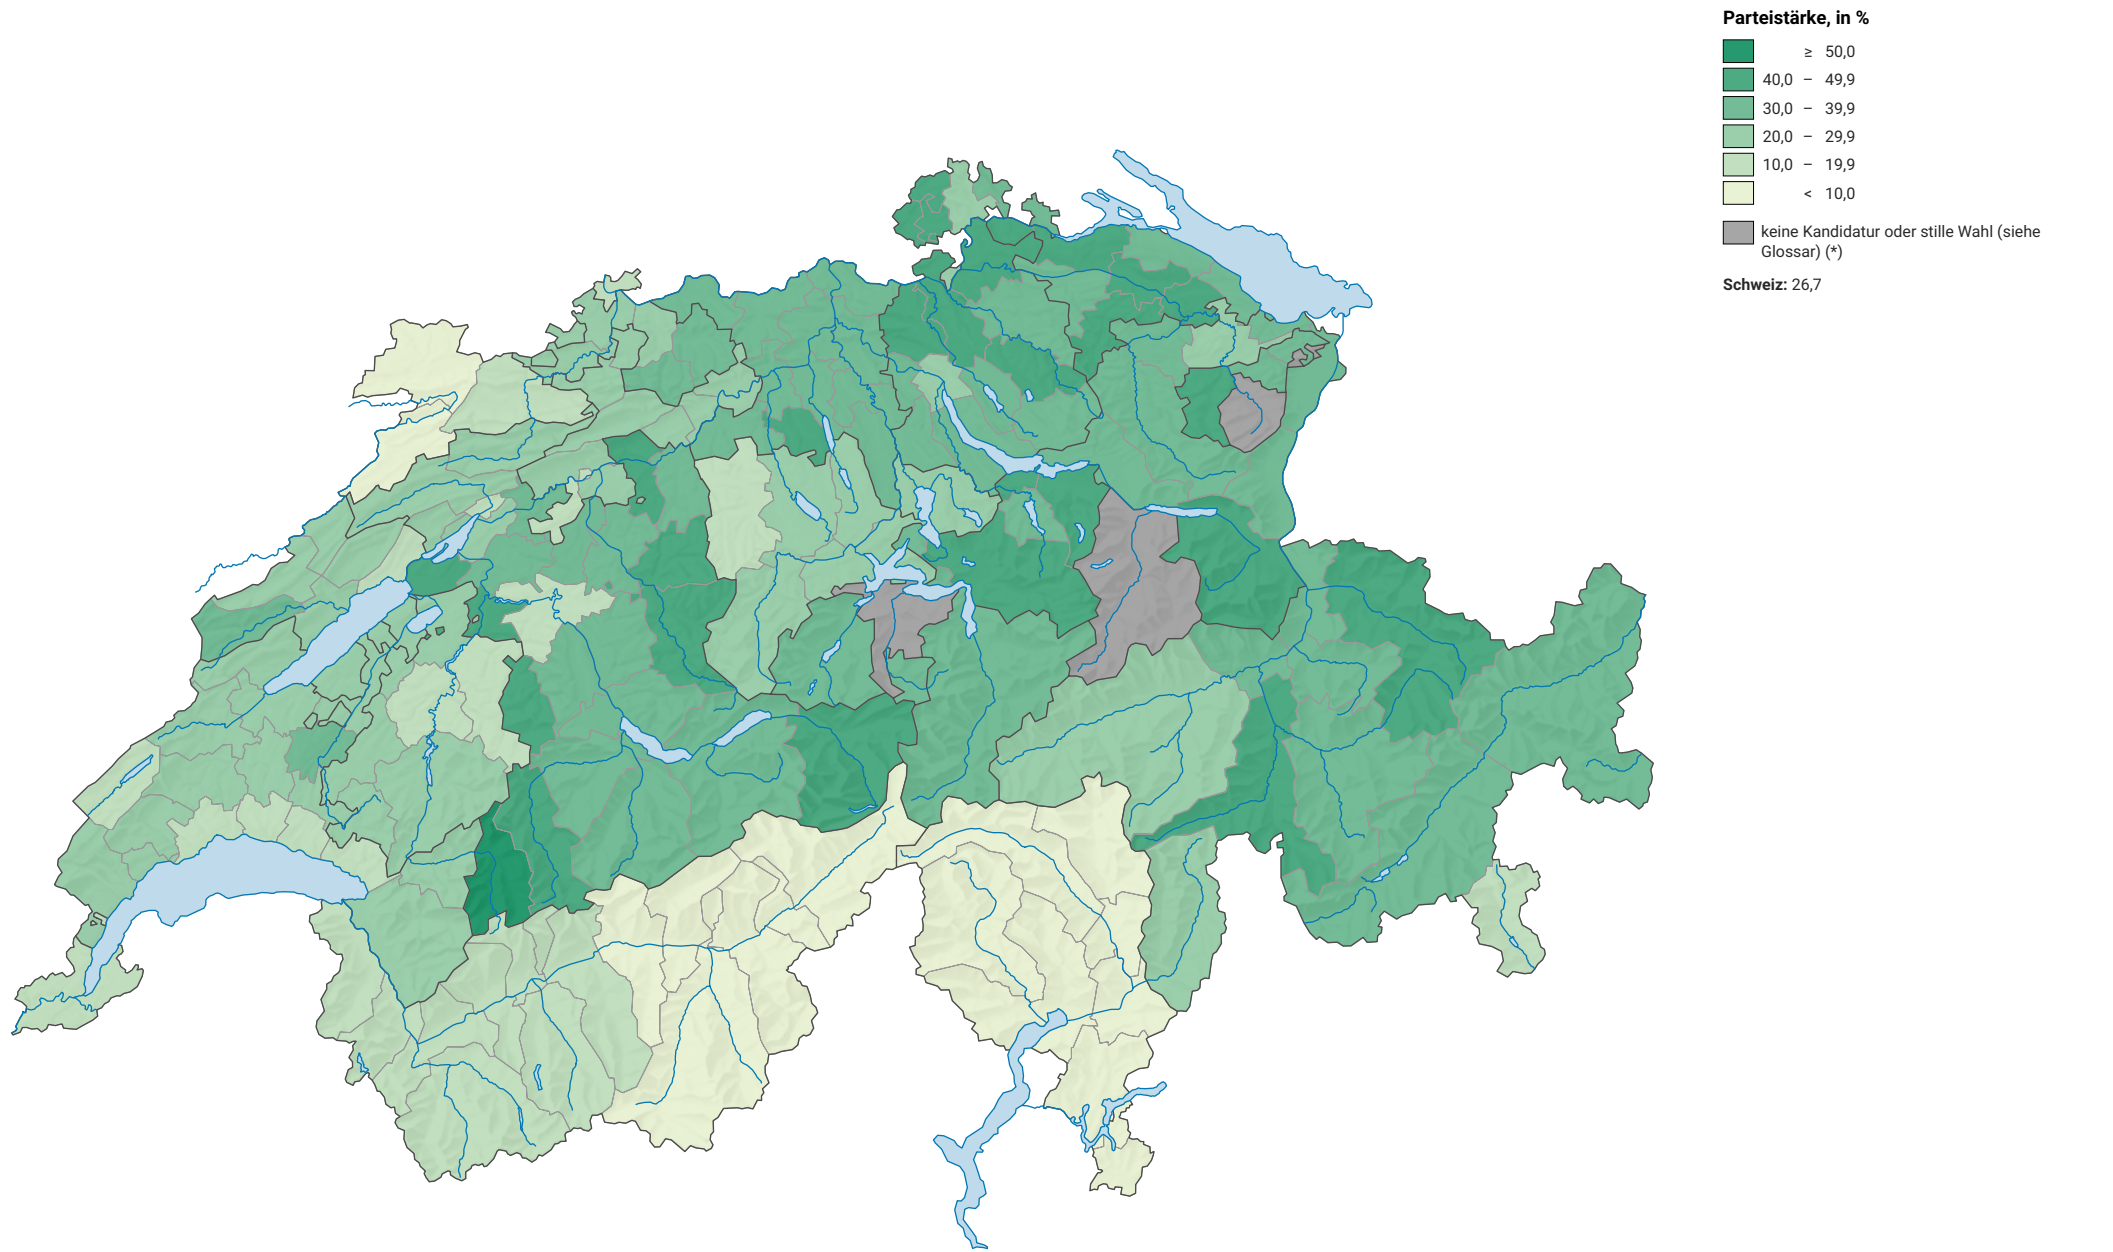 Parteistärke, in %
≥ 50,0
40,0 – 49,9
30,0 – 39,9
20,0 – 29,9
10,0 – 19,9
< 10,0
keine Kandidatur oder stille Wahl (siehe
Glossar) (*)
Schweiz: 26,7